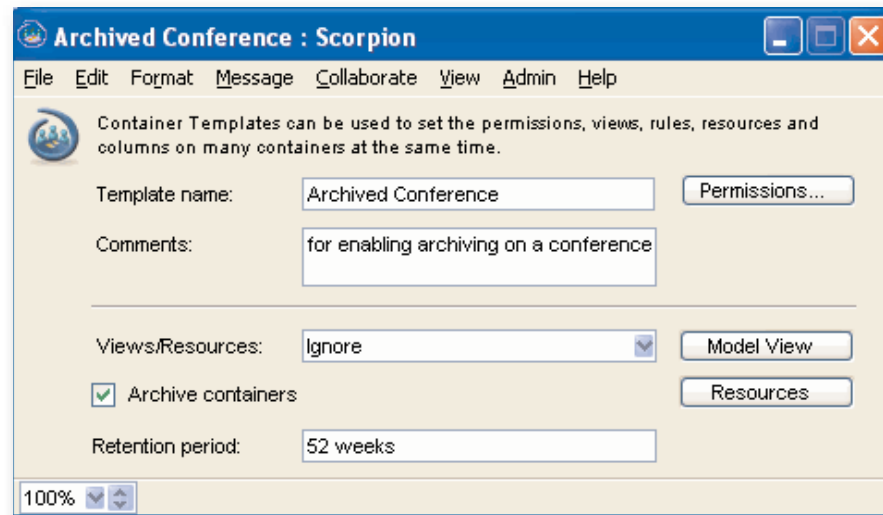 Archived Conference : Scorpion
File Edit Format Message Collaborate View Admin Help
Container Templates can be used to set the permissions, views, rules, resources and
columns on many containers at the same time.
Template name: Archived Conference Permissions...
Comments: for enabling archiving on a conference
Views/Resources: Ignore Model View
Archive containers Resources
Retention period: 52 weeks
100%